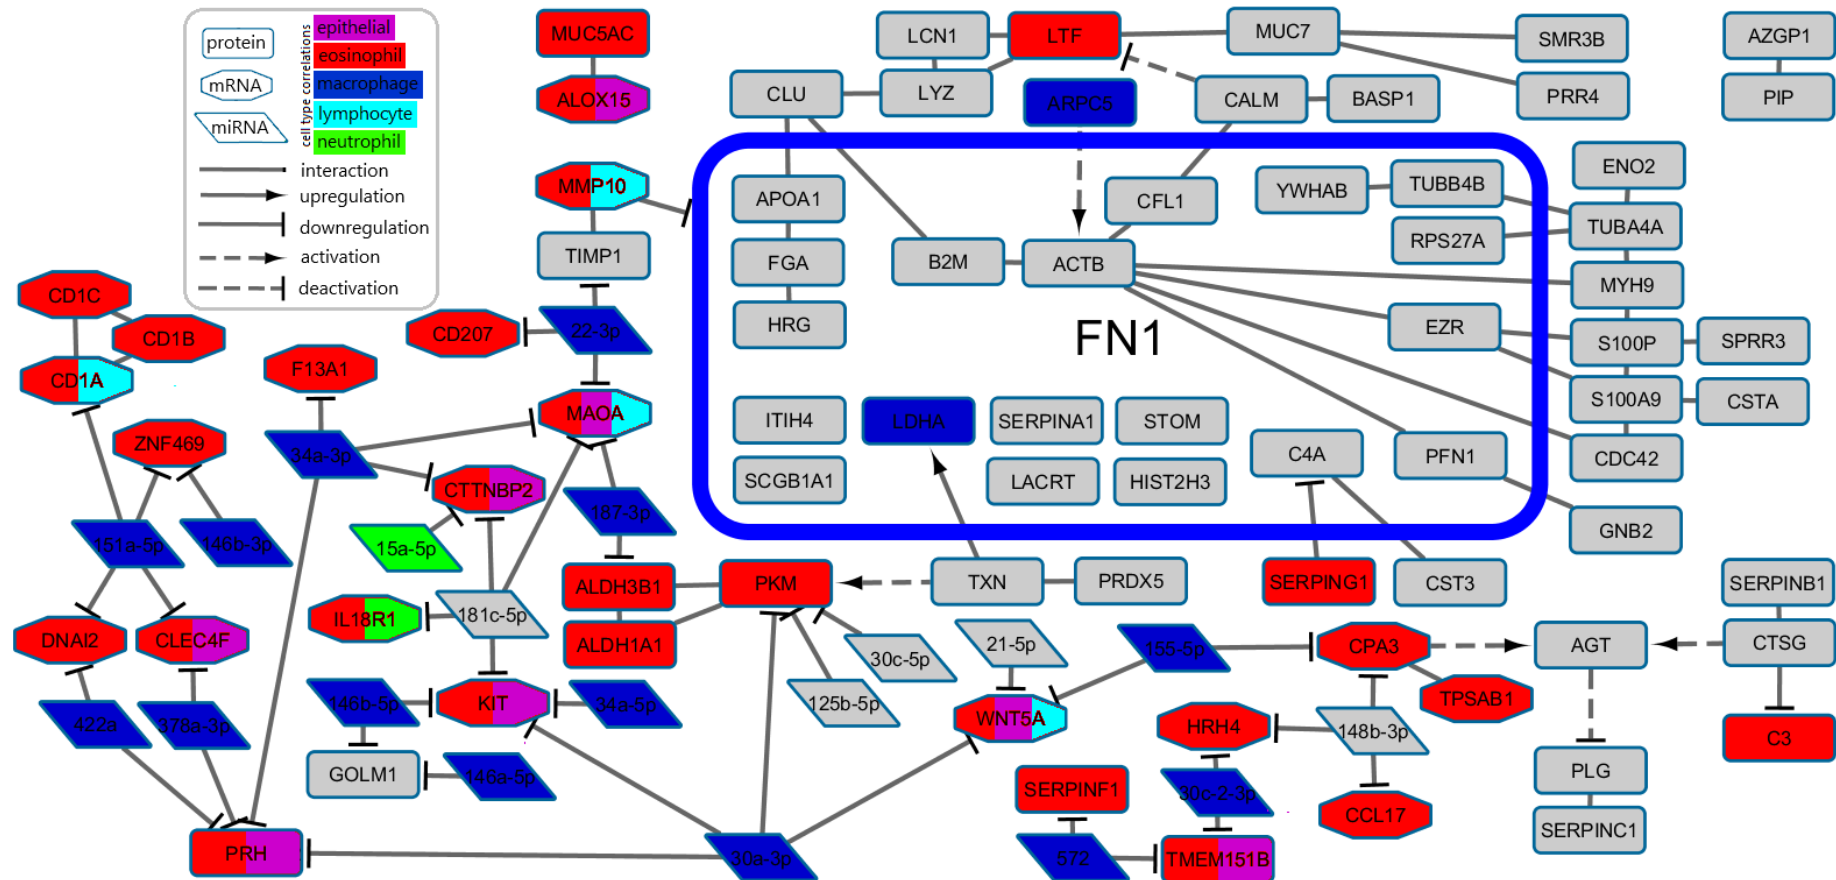 protein
mRNA
miRNA
cell type correlations
epithelial
eosinophil
macrophage
lymphocyte
neutrophil
interaction
upregulation
downregulation
activation
deactivation
MUC5AC
ALOX15
MMP10
TIMP1
22-3p
CD207
MAOA
CD1C
CD1B
CD1A
F13A1
ZNF469
34a-3p
CTTNBP2
151a-5p
146b-3p
15a-5p
187-3p
IL18R1
181c-5p
DNAI2
CLEC4F
422a
378a-3p
146b-5p
KIT
34a-5p
GOLM1
146a-5p
PRH
30a-3p
ALDH3B1
ALDH1A1
PKM
TXN
PRDX5
30c-5p
125b-5p
21-5p
WNT5A
155-5p
LCN1
LTF
MUC7
SMR3B
AZGP1
CLU
LYZ
ARPC5
CALM
BASP1
PRR4
PIP
APOA1
FGA
HRG
B2M
ACTB
CFL1
YWHAB
TUBB4B
RPS27A
ENO2
TUBA4A
MYH9
EZR
S100P
SPRR3
S100A9
CSTA
CDC42
FN1
ITIH4
LDHA
SERPINA1
STOM
C4A
PFN1
SCGB1A1
LACRT
HIST2H3
GNB2
SERPING1
CST3
SERPINB1
CPA3
AGT
CTSG
TPSAB1
HRH4
148b-3p
C3
PLG
SERPINF1
30c-2-3p
CCL17
SERPINC1
572
TMEM151B